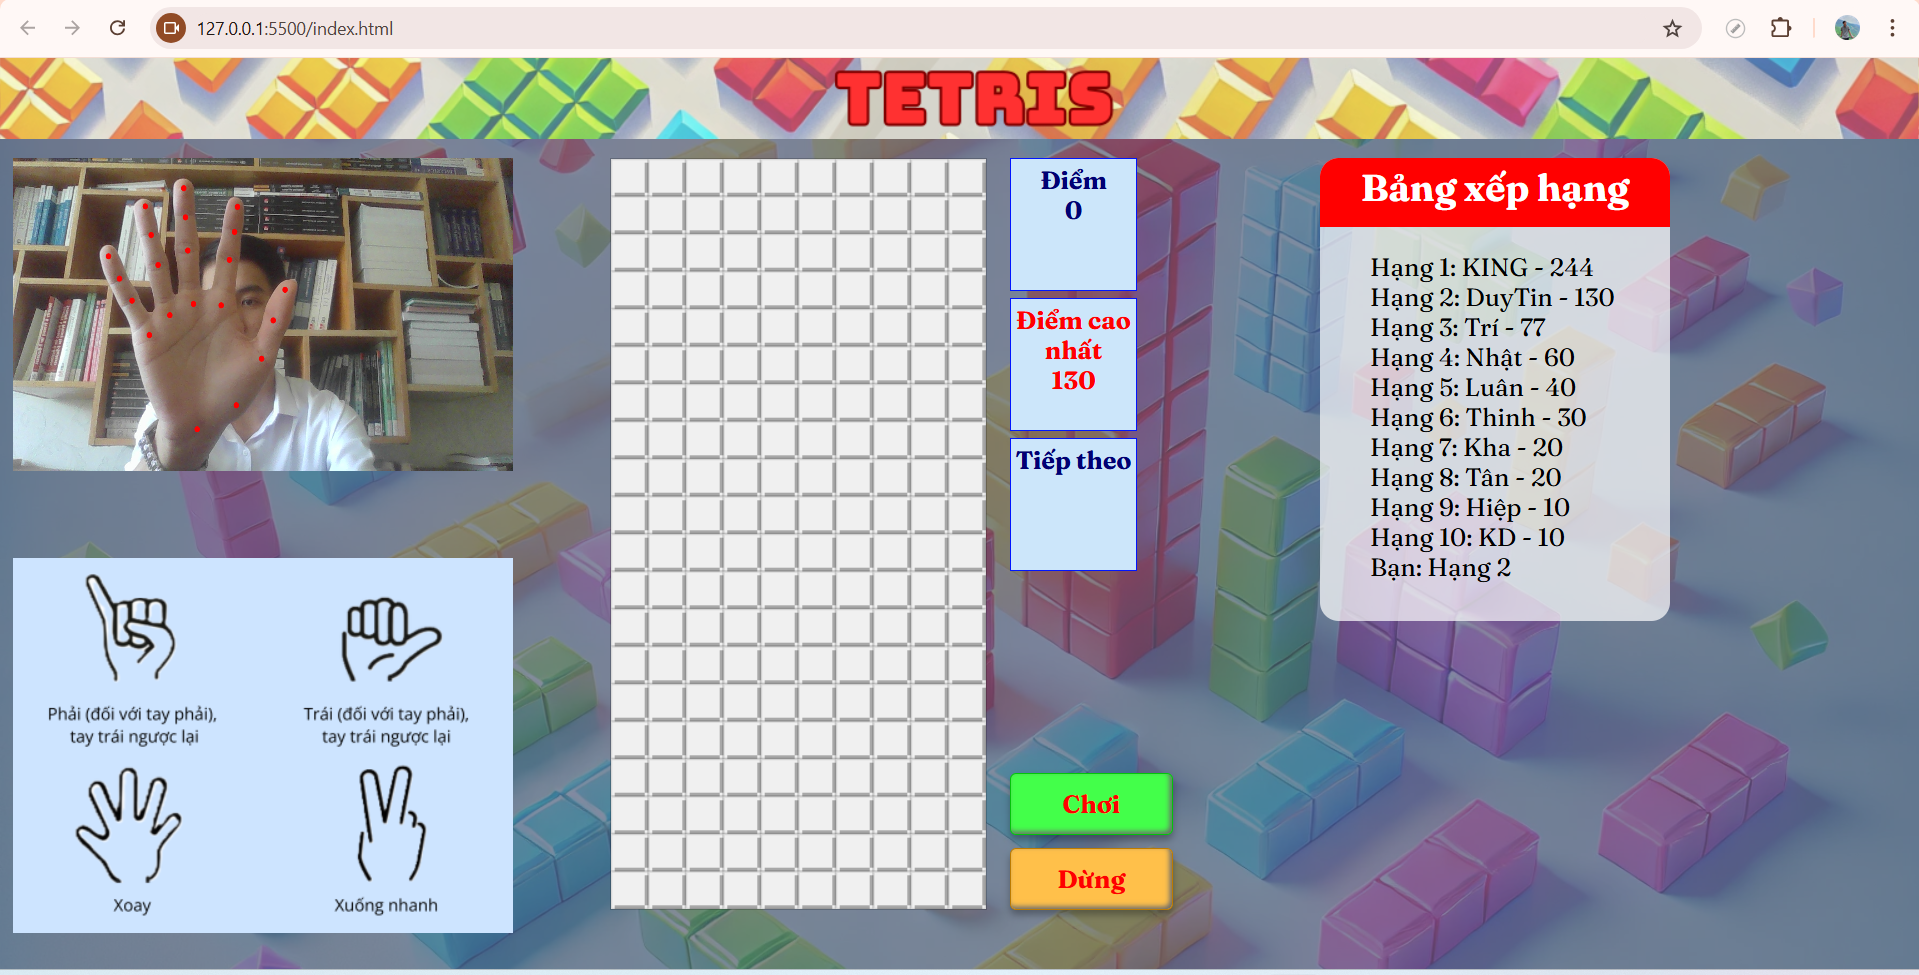 127.0.0.1:5500/index.html
TETRIS
Điểm
0
Điểm cao
nhất
130
Tiếp theo
Chơi
Dừng
Bảng xếp hạng
Hạng 1: KING - 244
Hạng 2: DuyTin - 130
Hạng 3: Trí - 77
Hạng 4: Nhật - 60
Hạng 5: Luân - 40
Hạng 6: Thinh - 30
Hạng 7: Kha - 20
Hạng 8: Tân - 20
Hạng 9: Hiệp - 10
Hạng 10: KD - 10
Bạn: Hạng 2
Phải (đối với tay phải),
tay trái ngược lại
Trái (đối với tay phải),
tay trái ngược lại
Xoay
Xuống nhanh